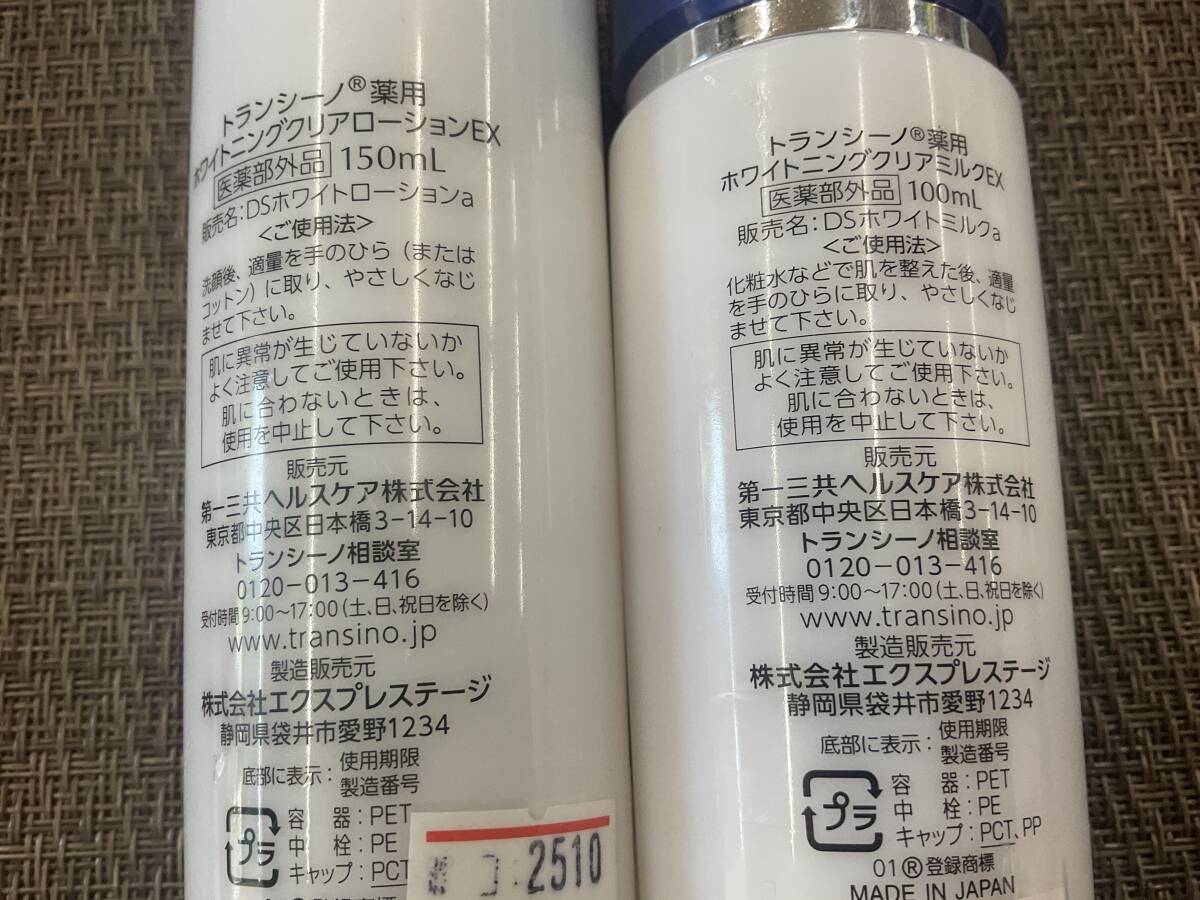 トランシーノ®薬用
ホワイトニングクリアローションEX
医薬部外品 150mL
販売名:DSホワイトローションa
<ご使用法>
洗顔後、適量を手のひら(または
コットン)に取り、やさしくなじ
ませて下さい。
肌に異常が生じていないか
よく注意してご使用下さい。
肌に合わないときは、
使用を中止して下さい。
販売元
第一三共ヘルスケア株式会社
東京都中央区日本橋3-14-10
トランシーノ相談室
0120-013-416
受付時間9:00~17:00(土、日、祝日を除く)
www.transino.jp
製造販売元
株式会社エクスプレステージ
静岡県袋井市愛野1234
底部に表示:使用期限
製造番号
プラ
容器:PET
中栓:PE
キャップ:PCT
2510
トランシーノ®薬用
ホワイトニングクリアミルクEX
医薬部外品 100mL
販売名:DSホワイトミルクa
<ご使用法>
化粧水などで肌を整えた後、適量
を手のひらに取り、やさしくなじ
ませて下さい。
肌に異常が生じていないか
よく注意してご使用下さい。
肌に合わないときは、
使用を中止して下さい。
販売元
第一三共ヘルスケア株式会社
東京都中央区日本橋3-14-10
トランシーノ相談室
0120-013-416
受付時間9:00~17:00(土、日、祝日を除く)
www.transino.jp
製造販売元
株式会社エクスプレステージ
静岡県袋井市愛野1234
底部に表示:使用期限
製造番号
プラ
容器:PET
中栓:PE
キャップ:PCT、PP
01®登録商標
MADE IN JAPAN